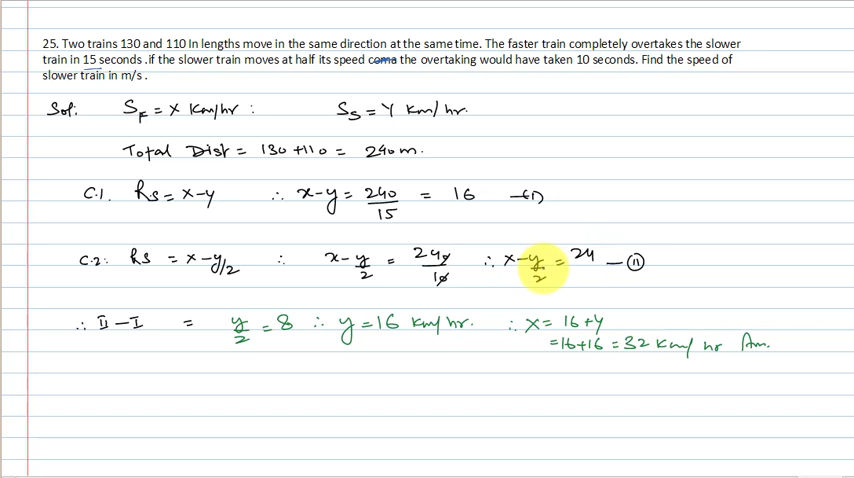 25. Two trains 130 and 110 ln lengths move in the same direction at the same time. The faster train completely overtakes the slower
train in 15 seconds .if the slower train moves at half its speed coma the overtaking would have taken 10 seconds. Find the speed of
slower train in m/s .
Sol: S_F = X Km/hr : S_S = Y Km/hr.
Total Dist = 130 + 110 = 240 m.
C.1. R.S = x-y ∴ x-y = 240/15 = 16 —(I)
C.2: RS = x-y/2 ∴ x-y/2 = 240/10 ∴ x-y/2 = 24 — (II)
∴ II - I = y/2 = 8 ∴ y = 16 Km/hr. ∴ x = 16+y
= 16+16 = 32 Km/hr Am.